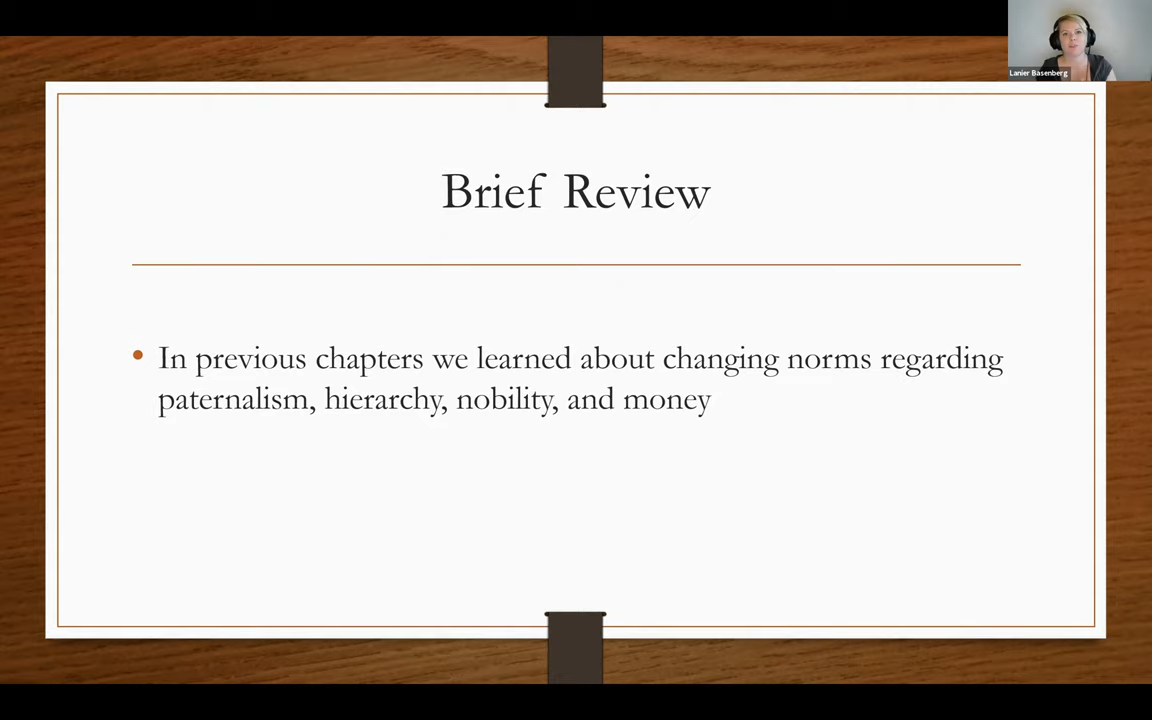 Lanier Basenberg
Brief Review
• In previous chapters we learned about changing norms regarding
paternalism, hierarchy, nobility, and money